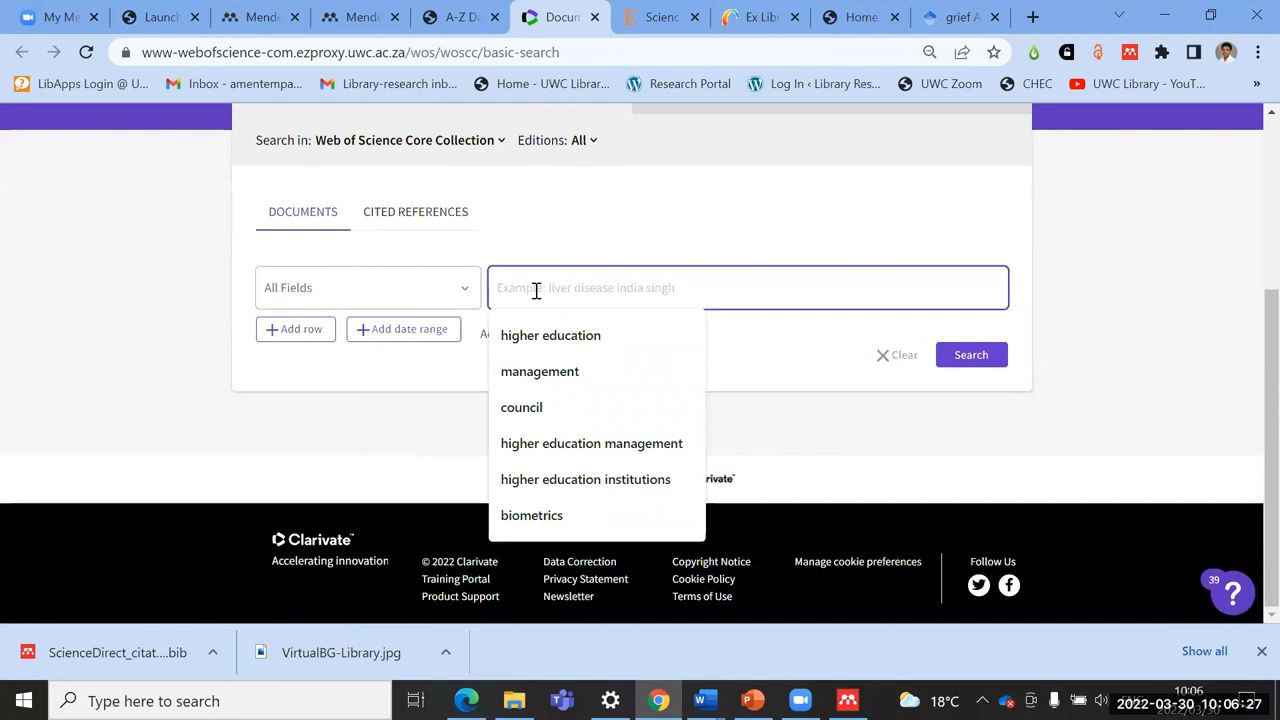 My Me
Launcl
Mende
Mende
A-Z Da
Docum
Scienc
Ex Libr
Home
grief A
www-webofscience-com.ezproxy.uwc.ac.za/wos/woscc/basic-search
LibApps Login @ U...
Inbox - amentempa...
Library-research inb...
Home - UWC Librar...
Research Portal
Log In ‹ Library Res...
UWC Zoom
CHEC
UWC Library - YouT...
»
Search in: Web of Science Core Collection Editions: All
DOCUMENTS CITED REFERENCES
All Fields
Example: liver disease india singh
+ Add row + Add date range
higher education
management
council
higher education management
higher education institutions
biometrics
Clear
Search
Clarivate™
Accelerating innovation
© 2022 Clarivate
Training Portal
Product Support
Data Correction
Privacy Statement
Newsletter
Copyright Notice
Cookie Policy
Terms of Use
Manage cookie preferences
Follow Us
39
?
ScienceDirect_citat....bib
VirtualBG-Library.jpg
Show all
Type here to search
18°C
10:06
2022-03-30 10:06:27